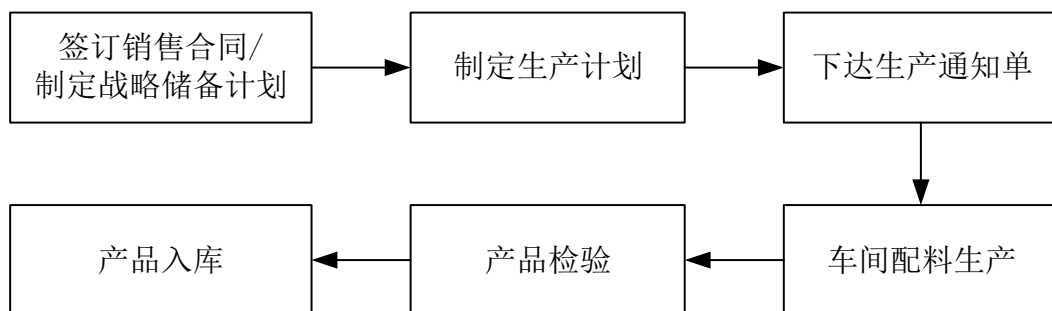 签订销售合同/
制定战略储备计划
制定生产计划
下达生产通知单
车间配料生产
产品检验
产品入库